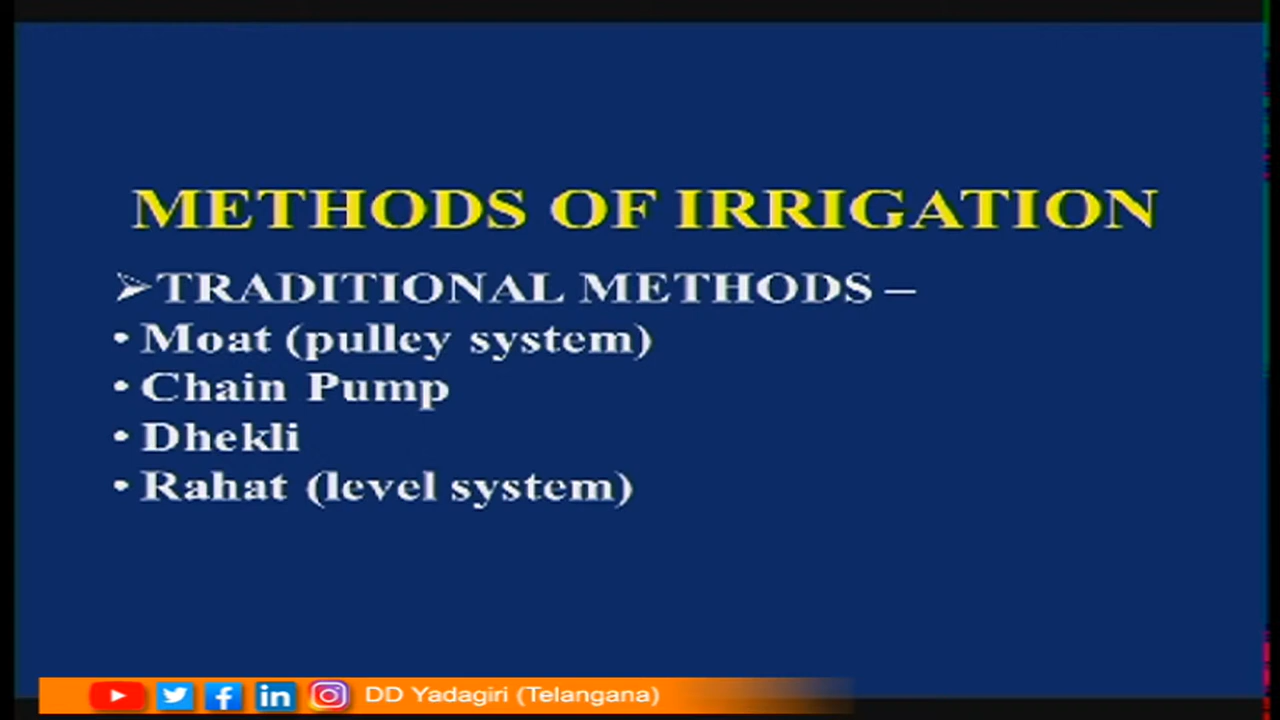 METHODS OF IRRIGATION
➢TRADITIONAL METHODS –
• Moat (pulley system)
• Chain Pump
• Dhekli
• Rahat (level system)
DD Yadagiri (Telangana)